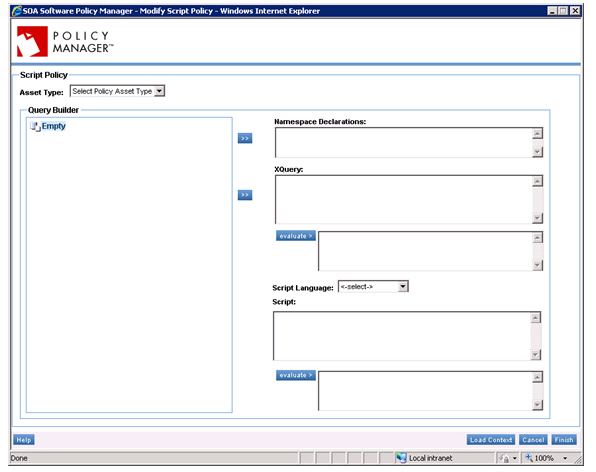 SOA Software Policy Manager - Modify Script Policy - Windows Internet Explorer
POLICY
MANAGER™
Script Policy
Asset Type: Select Policy Asset Type
Query Builder
Empty
>>
Namespace Declarations:
>>
XQuery:
evaluate >
Script Language: <-select->
Script:
evaluate >
Help
Load Context Cancel Finish
Done
Local intranet
100%